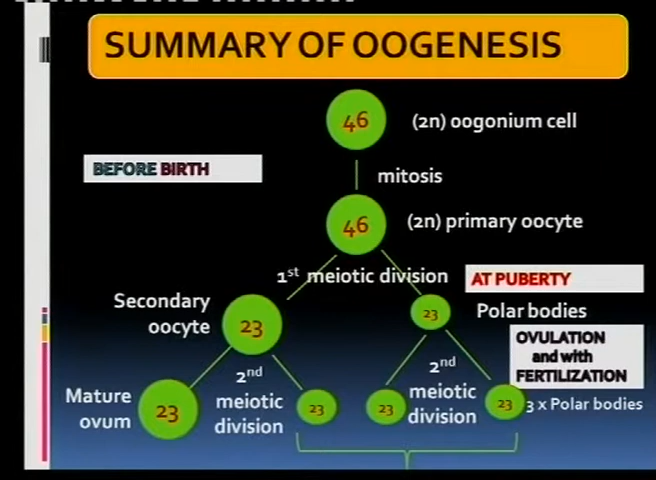 SUMMARY OF OOGENESIS
46
(2n) oogonium cell
BEFORE BIRTH
mitosis
46
(2n) primary oocyte
1st meiotic division
AT PUBERTY
Secondary
oocyte
23
23
Polar bodies
OVULATION
and with
FERTILIZATION
2nd
meiotic
division
2nd
meiotic
division
Mature
ovum
23
23
23
23
3 x Polar bodies